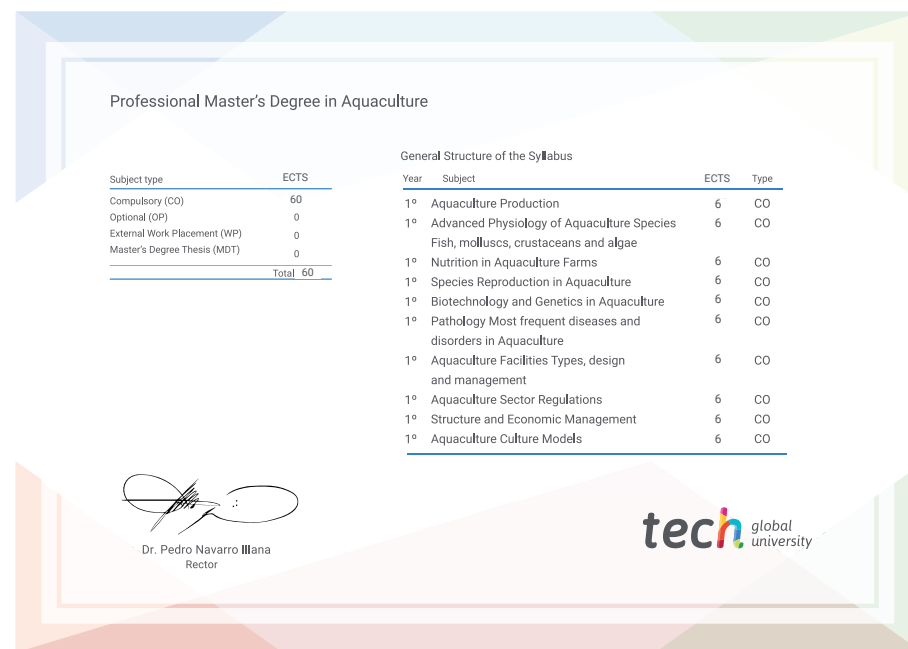 Professional Master's Degree in Aquaculture
Subject type ECTS
Compulsory (CO) 60
Optional (OP) 0
External Work Placement (WP) 0
Master's Degree Thesis (MDT) 0
Total 60
General Structure of the Syllabus
Year Subject ECTS Type
1º Aquaculture Production 6 CO
1º Advanced Physiology of Aquaculture Species 6 CO
Fish, molluscs, crustaceans and algae
1º Nutrition in Aquaculture Farms 6 CO
1º Species Reproduction in Aquaculture 6 CO
1º Biotechnology and Genetics in Aquaculture 6 CO
1º Pathology Most frequent diseases and 6 CO
disorders in Aquaculture
1º Aquaculture Facilities Types, design 6 CO
and management
1º Aquaculture Sector Regulations 6 CO
1º Structure and Economic Management 6 CO
1º Aquaculture Culture Models 6 CO
Dr. Pedro Navarro Illana
Rector
tech global
university